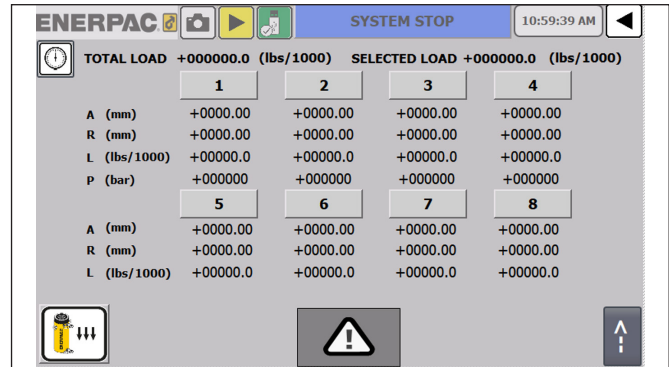 ENERPAC SYSTEM STOP 10:59:39 AM
TOTAL LOAD +000000.0 (lbs/1000) SELECTED LOAD +000000.0 (lbs/1000)
1 2 3 4
A (mm) +0000.00 +0000.00 +0000.00 +0000.00
R (mm) +0000.00 +0000.00 +0000.00 +0000.00
L (lbs/1000) +00000.0 +00000.0 +00000.0 +00000.0
P (bar) +000000 +000000 +000000 +000000
5 6 7 8
A (mm) +0000.00 +0000.00 +0000.00 +0000.00
R (mm) +0000.00 +0000.00 +0000.00 +0000.00
L (lbs/1000) +00000.0 +00000.0 +00000.0 +00000.0